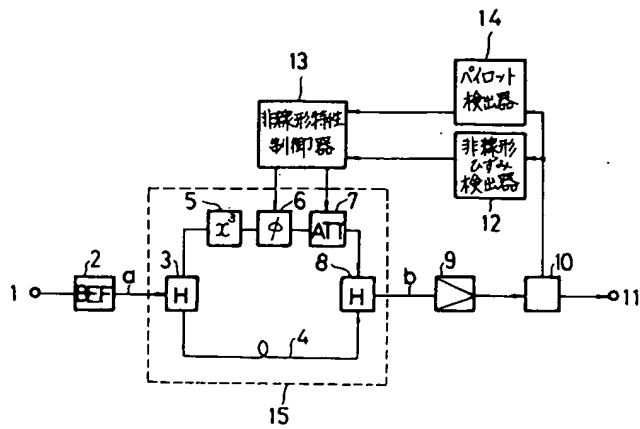 14
パイロット
検出器
13
非線形特性
制御器
非線形
ひずみ
検出器
12
5
6
7
x³
φ
ATT
2
3
8
9
10
1
BEF
a
H
H
b
11
4
15